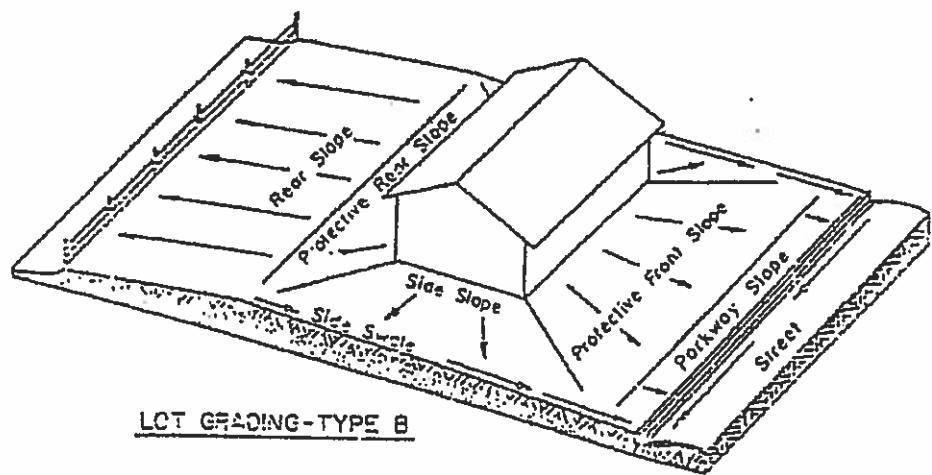 Rear Slope
Protective Rear Slope
Side Slope
Side Swale
Protective Front Slope
Parkway Slope
Street
LOT GRADING-TYPE B